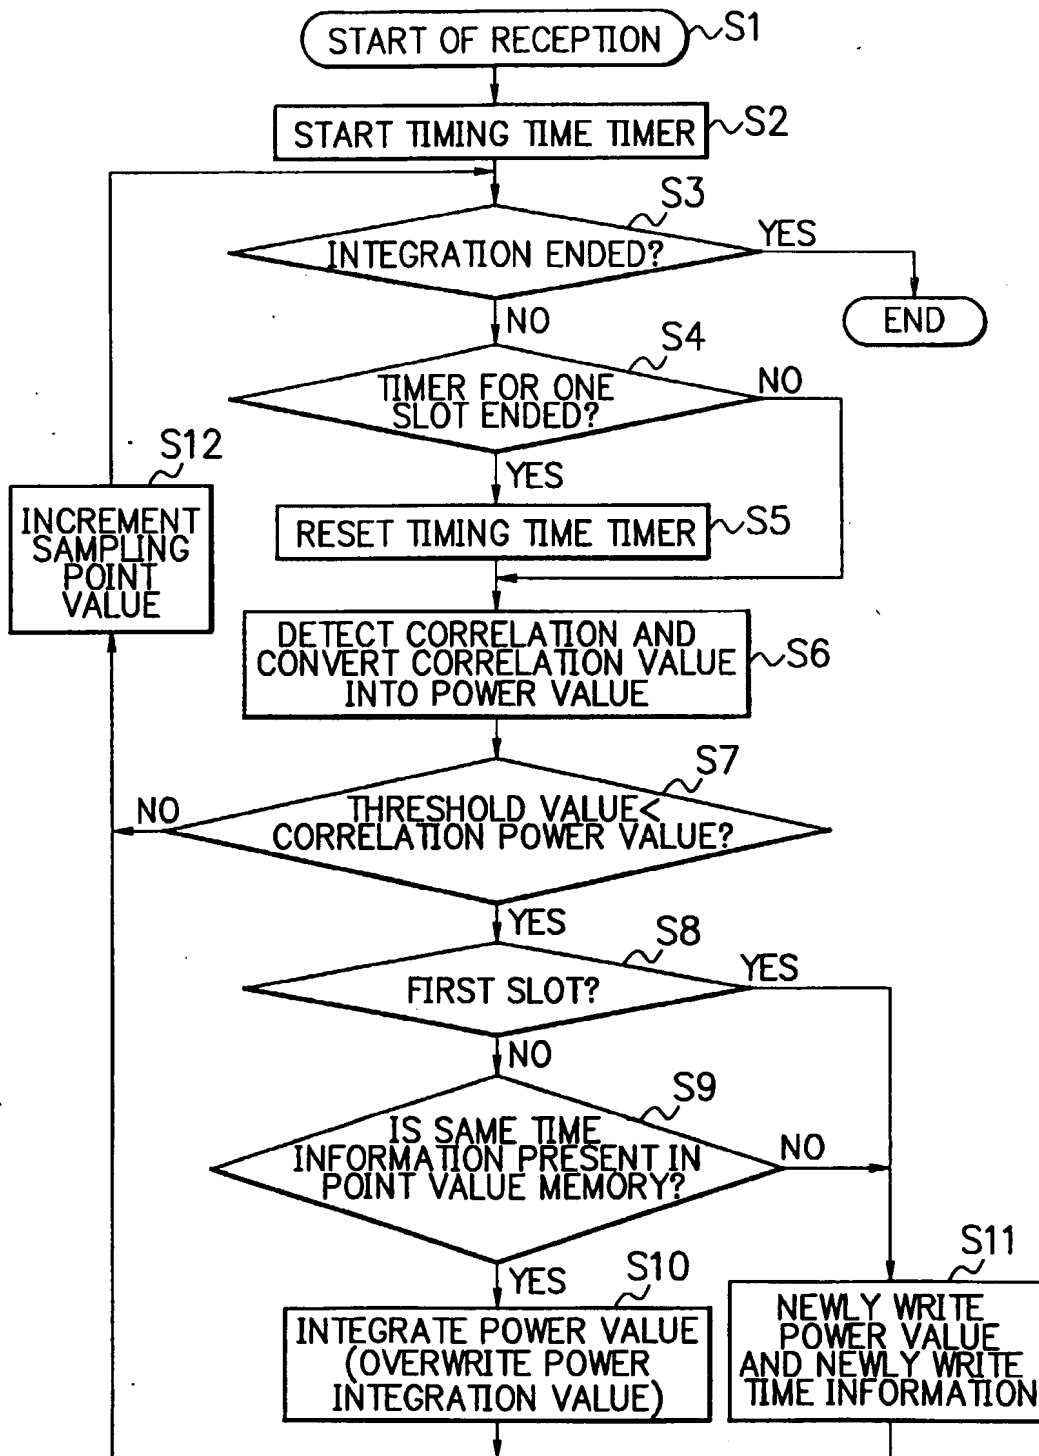 START OF RECEPTION
S1
START TIMING TIME TIMER
S2
S3
INTEGRATION ENDED?
YES
END
NO
S4
TIMER FOR ONE
SLOT ENDED?
NO
YES
S12
INCREMENT
SAMPLING
POINT
VALUE
RESET TIMING TIME TIMER
S5
DETECT CORRELATION AND
CONVERT CORRELATION VALUE
INTO POWER VALUE
S6
S7
THRESHOLD VALUE<
CORRELATION POWER VALUE?
NO
YES
S8
FIRST SLOT?
YES
NO
S9
IS SAME TIME
INFORMATION PRESENT IN
POINT VALUE MEMORY?
NO
YES
S10
INTEGRATE POWER VALUE
(OVERWRITE POWER
INTEGRATION VALUE)
S11
NEWLY WRITE
POWER VALUE
AND NEWLY WRITE
TIME INFORMATION